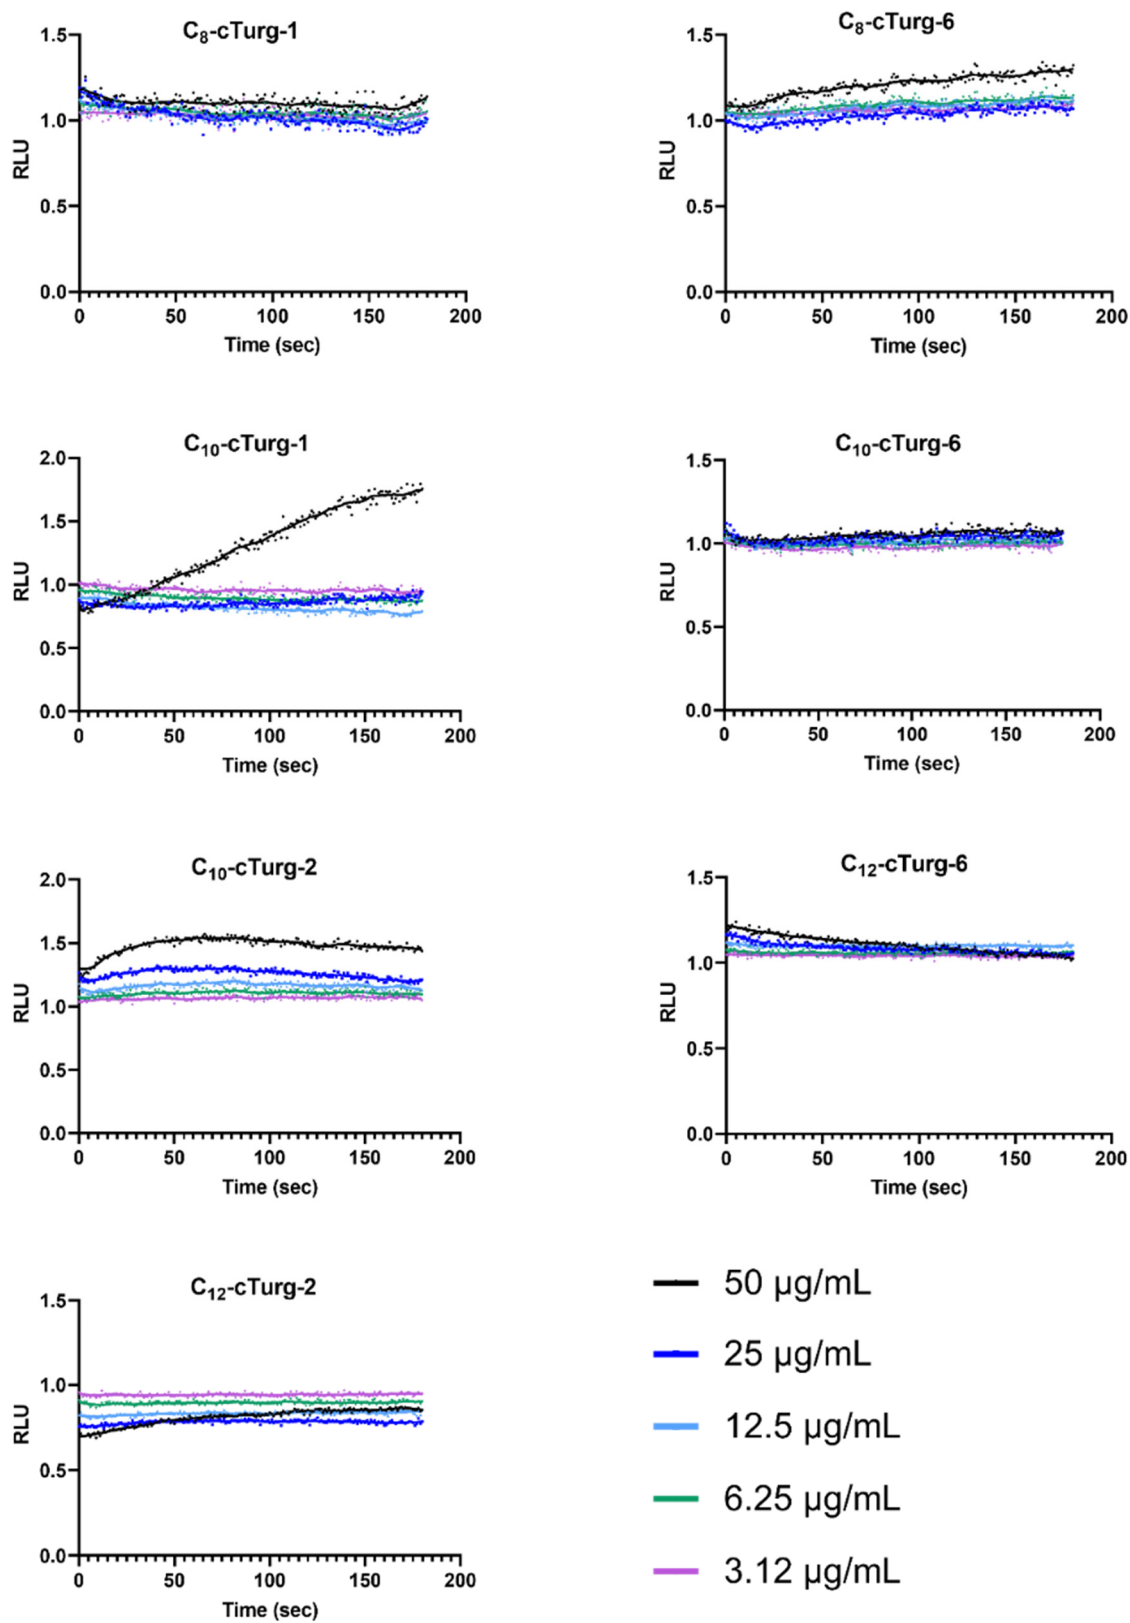 C₈-cTurg-1
1.5
1.0
0.5
0.0
RLU
0 50 100 150 200
Time (sec)
C₈-cTurg-6
1.5
1.0
0.5
0.0
RLU
0 50 100 150 200
Time (sec)
C₁₀-cTurg-1
2.0
1.5
1.0
0.5
0.0
RLU
0 50 100 150 200
Time (sec)
C₁₀-cTurg-6
1.5
1.0
0.5
0.0
RLU
0 50 100 150 200
Time (sec)
C₁₀-cTurg-2
2.0
1.5
1.0
0.5
0.0
RLU
0 50 100 150 200
Time (sec)
C₁₂-cTurg-6
1.5
1.0
0.5
0.0
RLU
0 50 100 150 200
Time (sec)
C₁₂-cTurg-2
1.5
1.0
0.5
0.0
RLU
0 50 100 150 200
Time (sec)
50 µg/mL
25 µg/mL
12.5 µg/mL
6.25 µg/mL
3.12 µg/mL